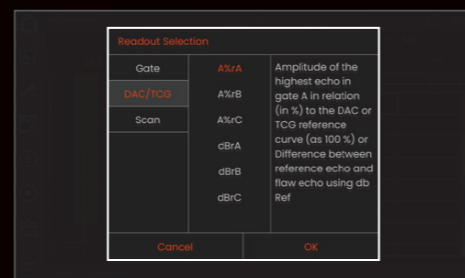 Readout Selection
Gate
DAC/TCG
Scan
A%rA
A%rB
A%rC
dBrA
dBrB
dBrC
Amplitude of the
highest echo in
gate A in relation
(in %) to the DAC or
TCG reference
curve (as 100 %) or
Difference between
reference echo and
flaw echo using db
Ref
Cancel
OK